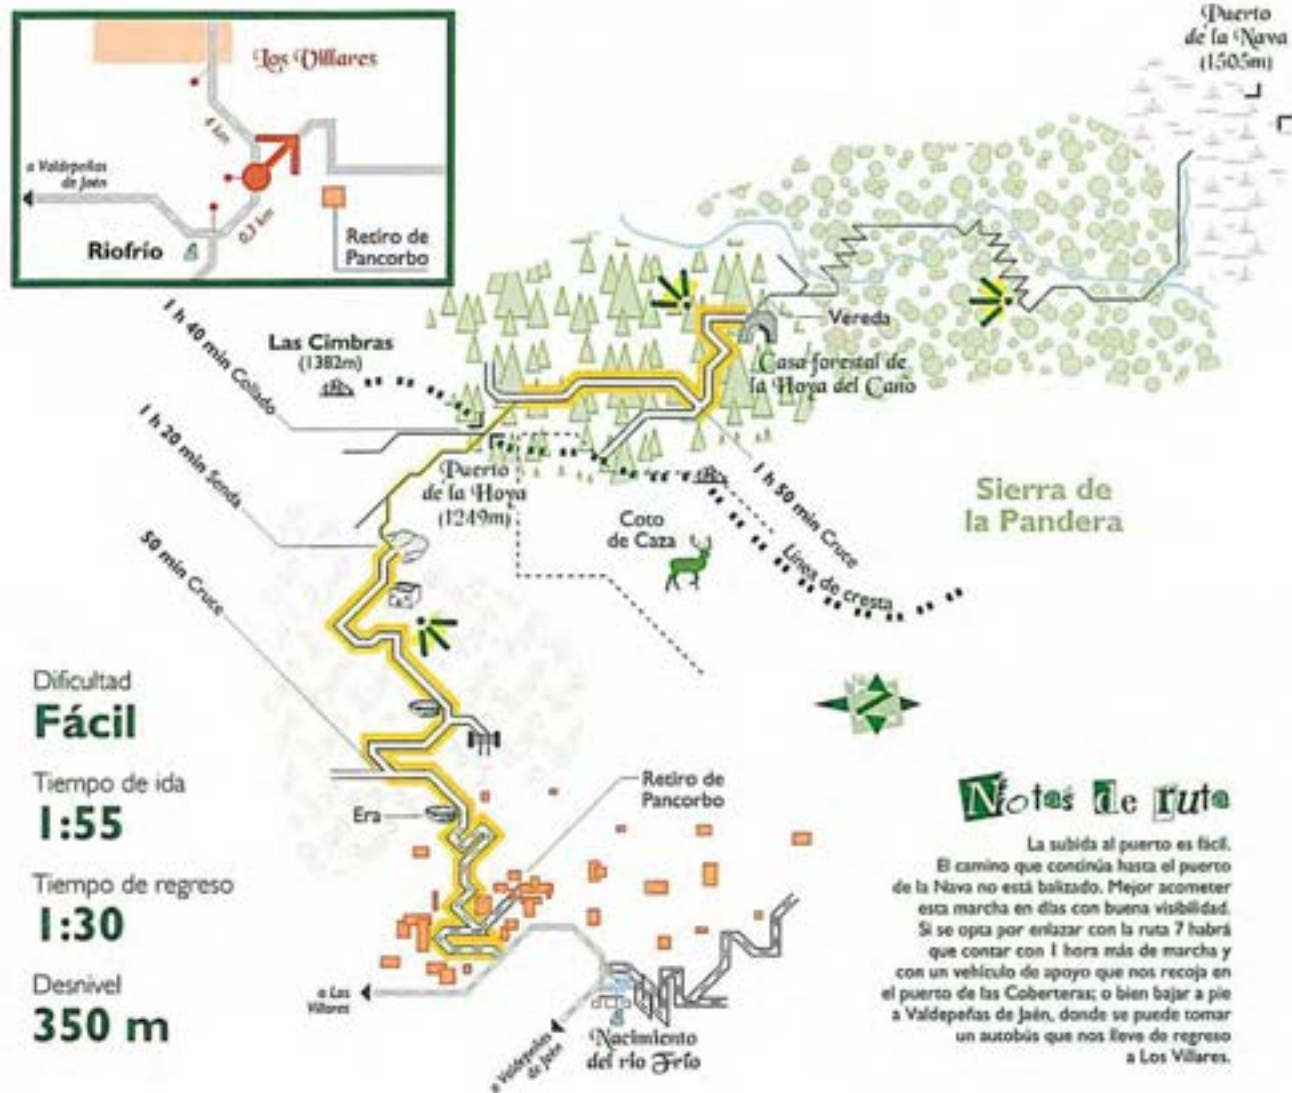 Los Villares
4 km
a Valdepeñas
de Jaén
0,3 km
Riofrío
Retiro de
Pancorbo
Puerto
de la Nava
(1505m)
1 h 40 min Collado
Las Cimbras
(1382m)
Vereda
Casa forestal de
la Hoya del Caño
1 h 20 min Senda
Puerto
de la Hoya
(1249m)
1 h 50 min Cruce
Sierra de
la Pandera
Coto
de Caza
Línea de cresta
50 min Cruce
Dificultad
Fácil
Tiempo de ida
1:55
Tiempo de regreso
1:30
Desnivel
350 m
Era
Retiro de
Pancorbo
a Los
Villares
a Valdepeñas
de Jaén
Nacimiento
del río Frío
Notas de ruta
La subida al puerto es fácil.
El camino que continúa hasta el puerto
de la Nava no está balizado. Mejor acometer
esta marcha en días con buena visibilidad.
Si se opta por enlazar con la ruta 7 habrá
que contar con 1 hora más de marcha y
con un vehículo de apoyo que nos recoja en
el puerto de las Coberteras; o bien bajar a pie
a Valdepeñas de Jaén, donde se puede tomar
un autobús que nos lleve de regreso
a Los Villares.